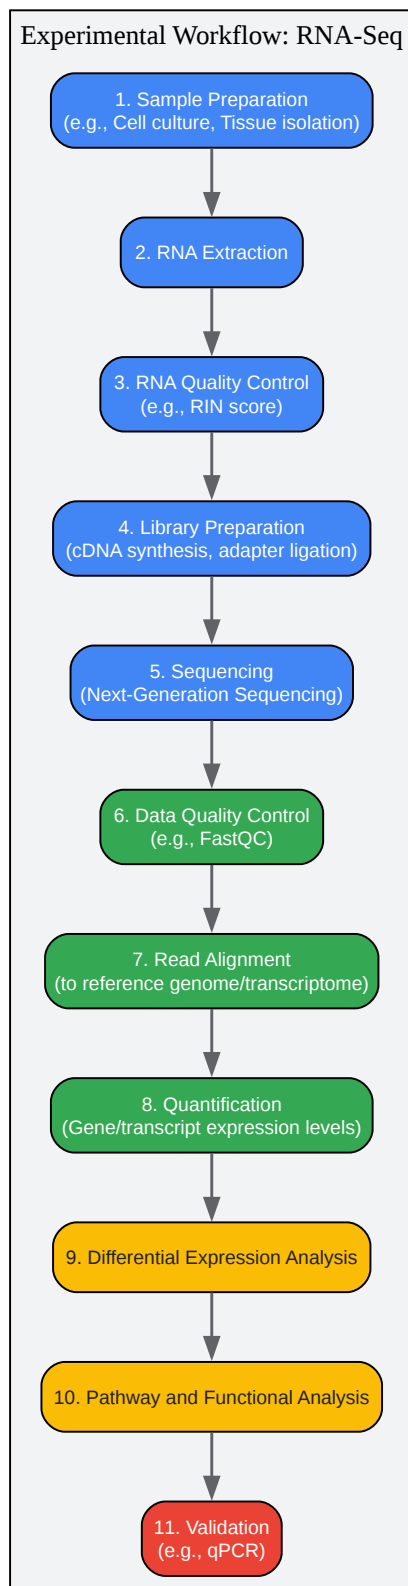 Experimental Workflow: RNA-Seq
1. Sample Preparation
(e.g., Cell culture, Tissue isolation)
2. RNA Extraction
3. RNA Quality Control
(e.g., RIN score)
4. Library Preparation
(cDNA synthesis, adapter ligation)
5. Sequencing
(Next-Generation Sequencing)
6. Data Quality Control
(e.g., FastQC)
7. Read Alignment
(to reference genome/transcriptome)
8. Quantification
(Gene/transcript expression levels)
9. Differential Expression Analysis
10. Pathway and Functional Analysis
11. Validation
(e.g., qPCR)